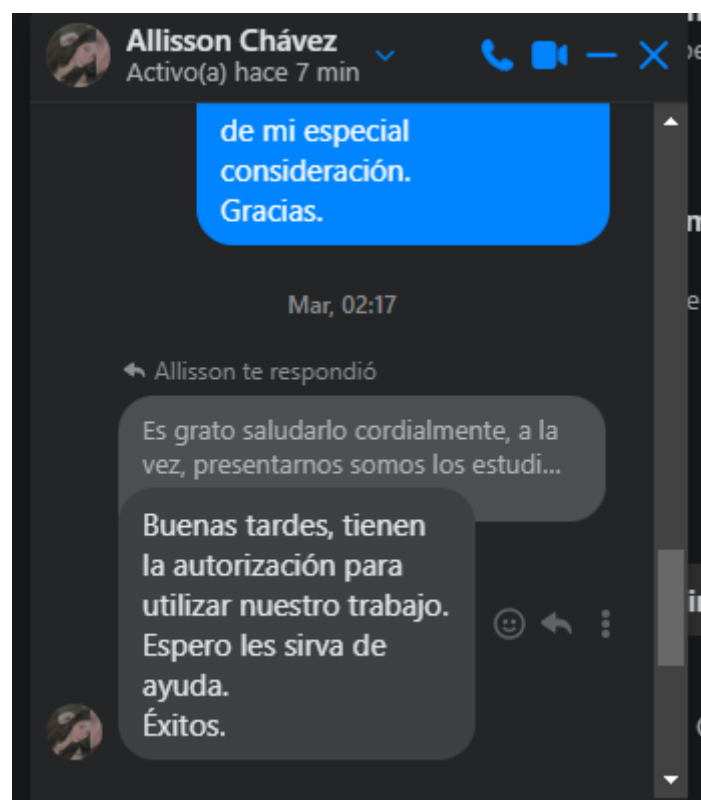 Allisson Chávez
Activo(a) hace 7 min
de mi especial
consideración.
Gracias.
Mar, 02:17
Allisson te respondió
Es grato saludarlo cordialmente, a la
vez, presentarnos somos los estudi...
Buenas tardes, tienen
la autorización para
utilizar nuestro trabajo.
Espero les sirva de
ayuda.
Éxitos.